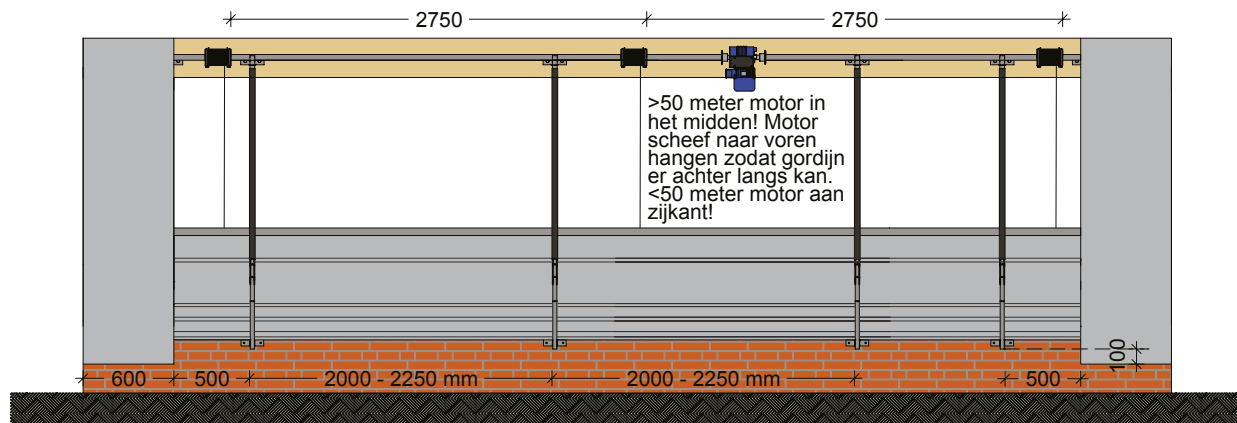 2750 2750
>50 meter motor in
het midden! Motor
scheef naar voren
hangen zodat gordijn
er achter langs kan.
<50 meter motor aan
zijkant!
100
600 500 2000 - 2250 mm 2000 - 2250 mm 500